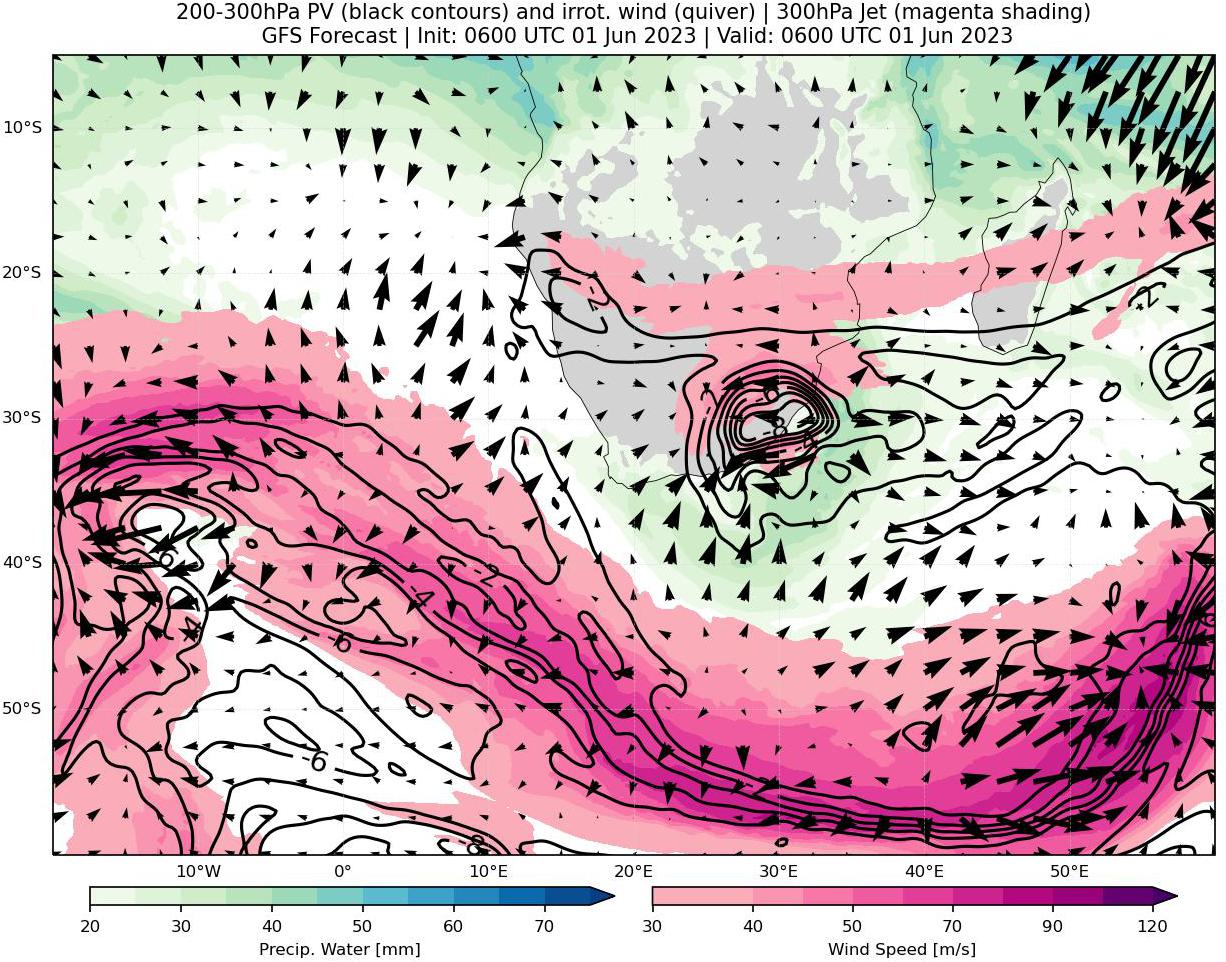 200-300hPa PV (black contours) and irrot. wind (quiver) | 300hPa Jet (magenta shading)
GFS Forecast | Init: 0600 UTC 01 Jun 2023 | Valid: 0600 UTC 01 Jun 2023
10°S
20°S
-2
-2
30°S
-6
-8
40°S
-6
-2
-4
-6
50°S
-6
-2
-8
10°W 0° 10°E 20°E 30°E 40°E 50°E
20 30 40 50 60 70
30 40 50 70 90 120
Precip. Water [mm]
Wind Speed [m/s]